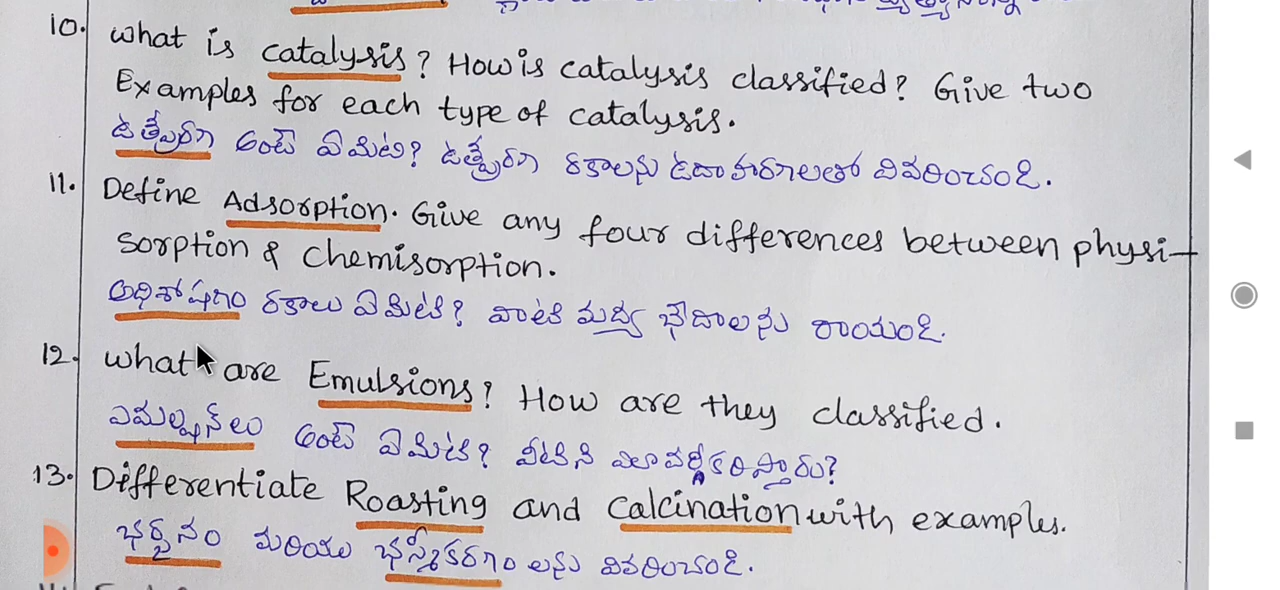 10. What is catalysis? How is catalysis classified? Give two
Examples for each type of catalysis.
ఉత్ప్రేరణ అంటే ఏమిటి? ఉత్ప్రేరణ రకాలను ఉదాహరణలతో వివరించండి.
11. Define Adsorption. Give any four differences between physi-
sorption & chemisorption.
అధిశోషణం రకాలు ఏమిటి? వాటికి మధ్య భేదాలను రాయండి.
12. What are Emulsions? How are they classified.
ఎమల్షన్‌లు అంటే ఏమిటి? వీటిని ఎలా వర్గీకరిస్తారు?
13. Differentiate Roasting and Calcination with examples.
భర్జనం మరియు భస్మీకరణం లను వివరించండి.